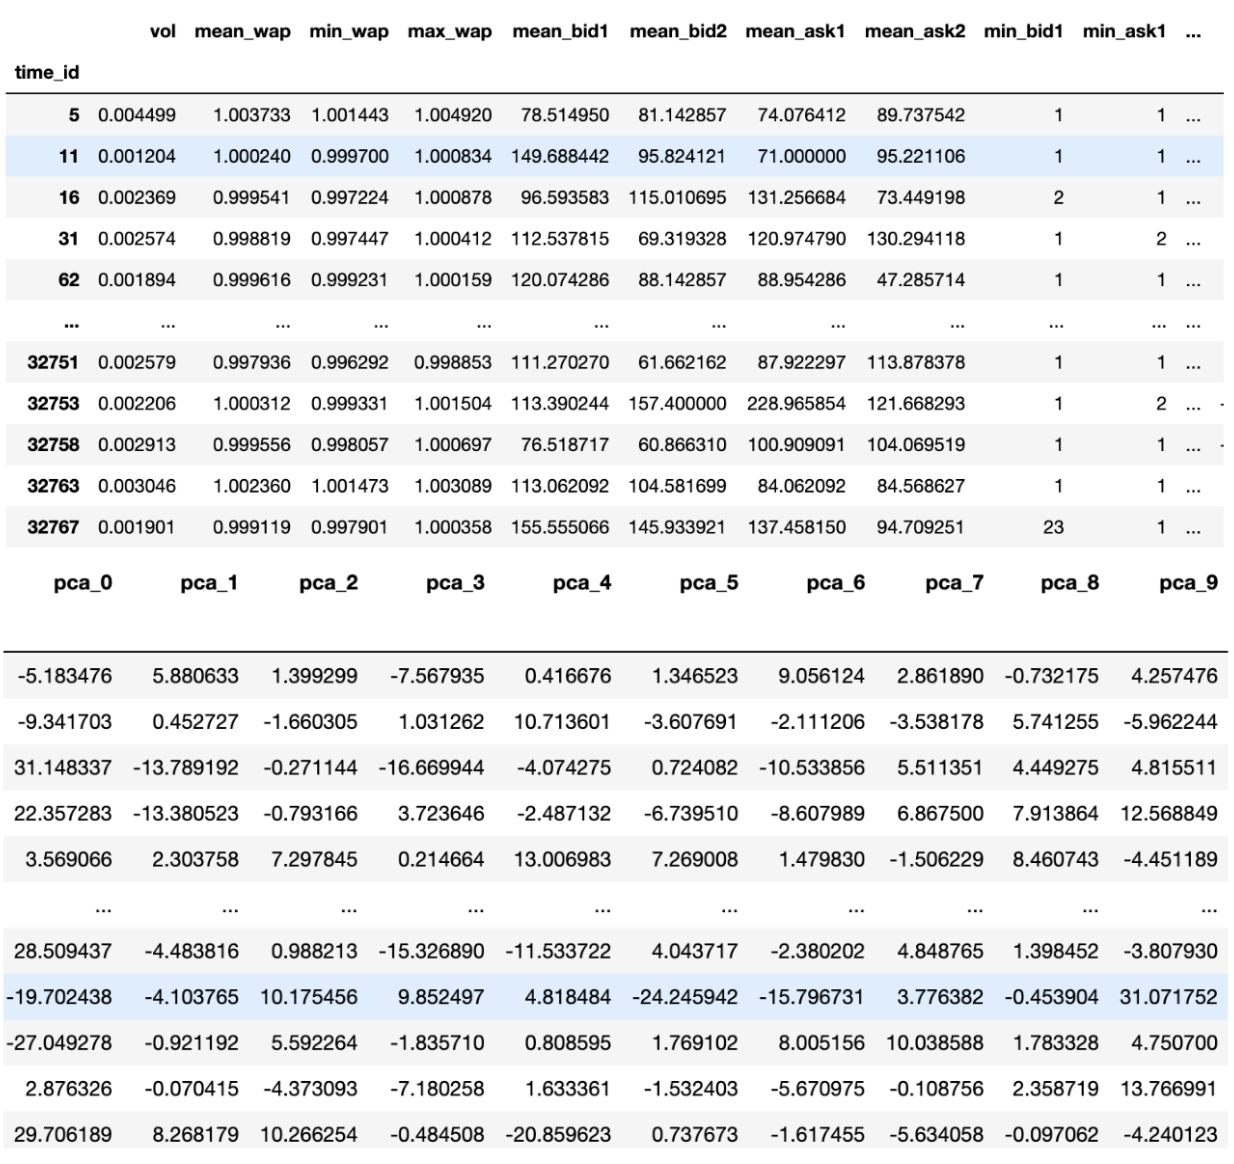 vol mean_wap min_wap max_wap mean_bid1 mean_bid2 mean_ask1 mean_ask2 min_bid1 min_ask1 ...
time_id
5 0.004499 1.003733 1.001443 1.004920 78.514950 81.142857 74.076412 89.737542 1 1 ...
11 0.001204 1.000240 0.999700 1.000834 149.688442 95.824121 71.000000 95.221106 1 1 ...
16 0.002369 0.999541 0.997224 1.000878 96.593583 115.010695 131.256684 73.449198 2 1 ...
31 0.002574 0.998819 0.997447 1.000412 112.537815 69.319328 120.974790 130.294118 1 2 ...
62 0.001894 0.999616 0.999231 1.000159 120.074286 88.142857 88.954286 47.285714 1 1 ...
... ... ... ... ... ... ... ... ... ... ... ...
32751 0.002579 0.997936 0.996292 0.998853 111.270270 61.662162 87.922297 113.878378 1 1 ...
32753 0.002206 1.000312 0.999331 1.001504 113.390244 157.400000 228.965854 121.668293 1 2 ... -
32758 0.002913 0.999556 0.998057 1.000697 76.518717 60.866310 100.909091 104.069519 1 1 ... -
32763 0.003046 1.002360 1.001473 1.003089 113.062092 104.581699 84.062092 84.568627 1 1 ...
32767 0.001901 0.999119 0.997901 1.000358 155.555066 145.933921 137.458150 94.709251 23 1 ...
pca_0 pca_1 pca_2 pca_3 pca_4 pca_5 pca_6 pca_7 pca_8 pca_9
-5.183476 5.880633 1.399299 -7.567935 0.416676 1.346523 9.056124 2.861890 -0.732175 4.257476
-9.341703 0.452727 -1.660305 1.031262 10.713601 -3.607691 -2.111206 -3.538178 5.741255 -5.962244
31.148337 -13.789192 -0.271144 -16.669944 -4.074275 0.724082 -10.533856 5.511351 4.449275 4.815511
22.357283 -13.380523 -0.793166 3.723646 -2.487132 -6.739510 -8.607989 6.867500 7.913864 12.568849
3.569066 2.303758 7.297845 0.214664 13.006983 7.269008 1.479830 -1.506229 8.460743 -4.451189
... ... ... ... ... ... ... ... ... ...
28.509437 -4.483816 0.988213 -15.326890 -11.533722 4.043717 -2.380202 4.848765 1.398452 -3.807930
-19.702438 -4.103765 10.175456 9.852497 4.818484 -24.245942 -15.796731 3.776382 -0.453904 31.071752
-27.049278 -0.921192 5.592264 -1.835710 0.808595 1.769102 8.005156 10.038588 1.783328 4.750700
2.876326 -0.070415 -4.373093 -7.180258 1.633361 -1.532403 -5.670975 -0.108756 2.358719 13.766991
29.706189 8.268179 10.266254 -0.484508 -20.859623 0.737673 -1.617455 -5.634058 -0.097062 -4.240123